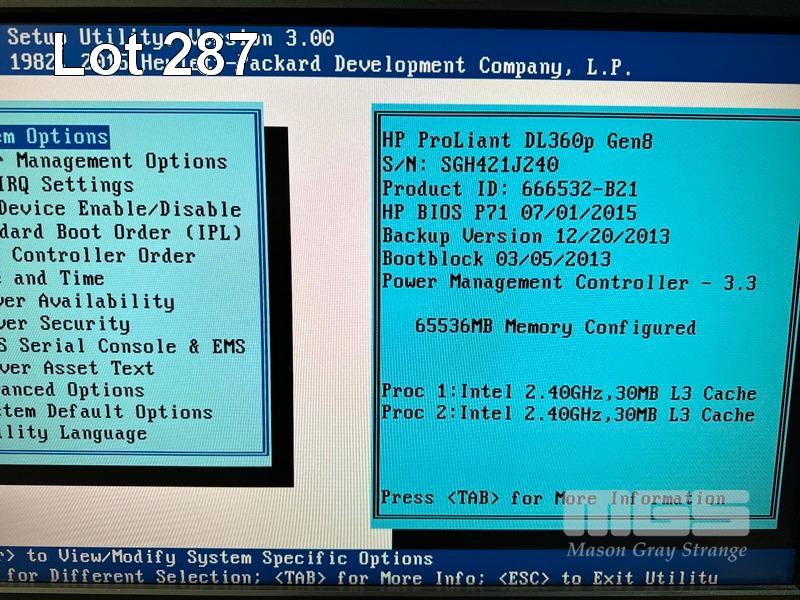 Setup Utility, Version 3.00
Lot 287
1982, 2015 Hewlett-Packard Development Company, L.P.
em Options
r Management Options
IRQ Settings
Device Enable/Disable
dard Boot Order (IPL)
Controller Order
e and Time
ver Availability
ver Security
S Serial Console & EMS
ver Asset Text
anced Options
stem Default Options
ility Language
HP ProLiant DL360p Gen8
S/N: SGH421J240
Product ID: 666532-B21
HP BIOS P71 07/01/2015
Backup Version 12/20/2013
Bootblock 03/05/2013
Power Management Controller - 3.3
65536MB Memory Configured
Proc 1:Intel 2.40GHz,30MB L3 Cache
Proc 2:Intel 2.40GHz,30MB L3 Cache
Press <TAB> for More Information
MGS
Mason Gray Strange
r> to View/Modify System Specific Options
for Different Selection; <TAB> for More Info; <ESC> to Exit Utility